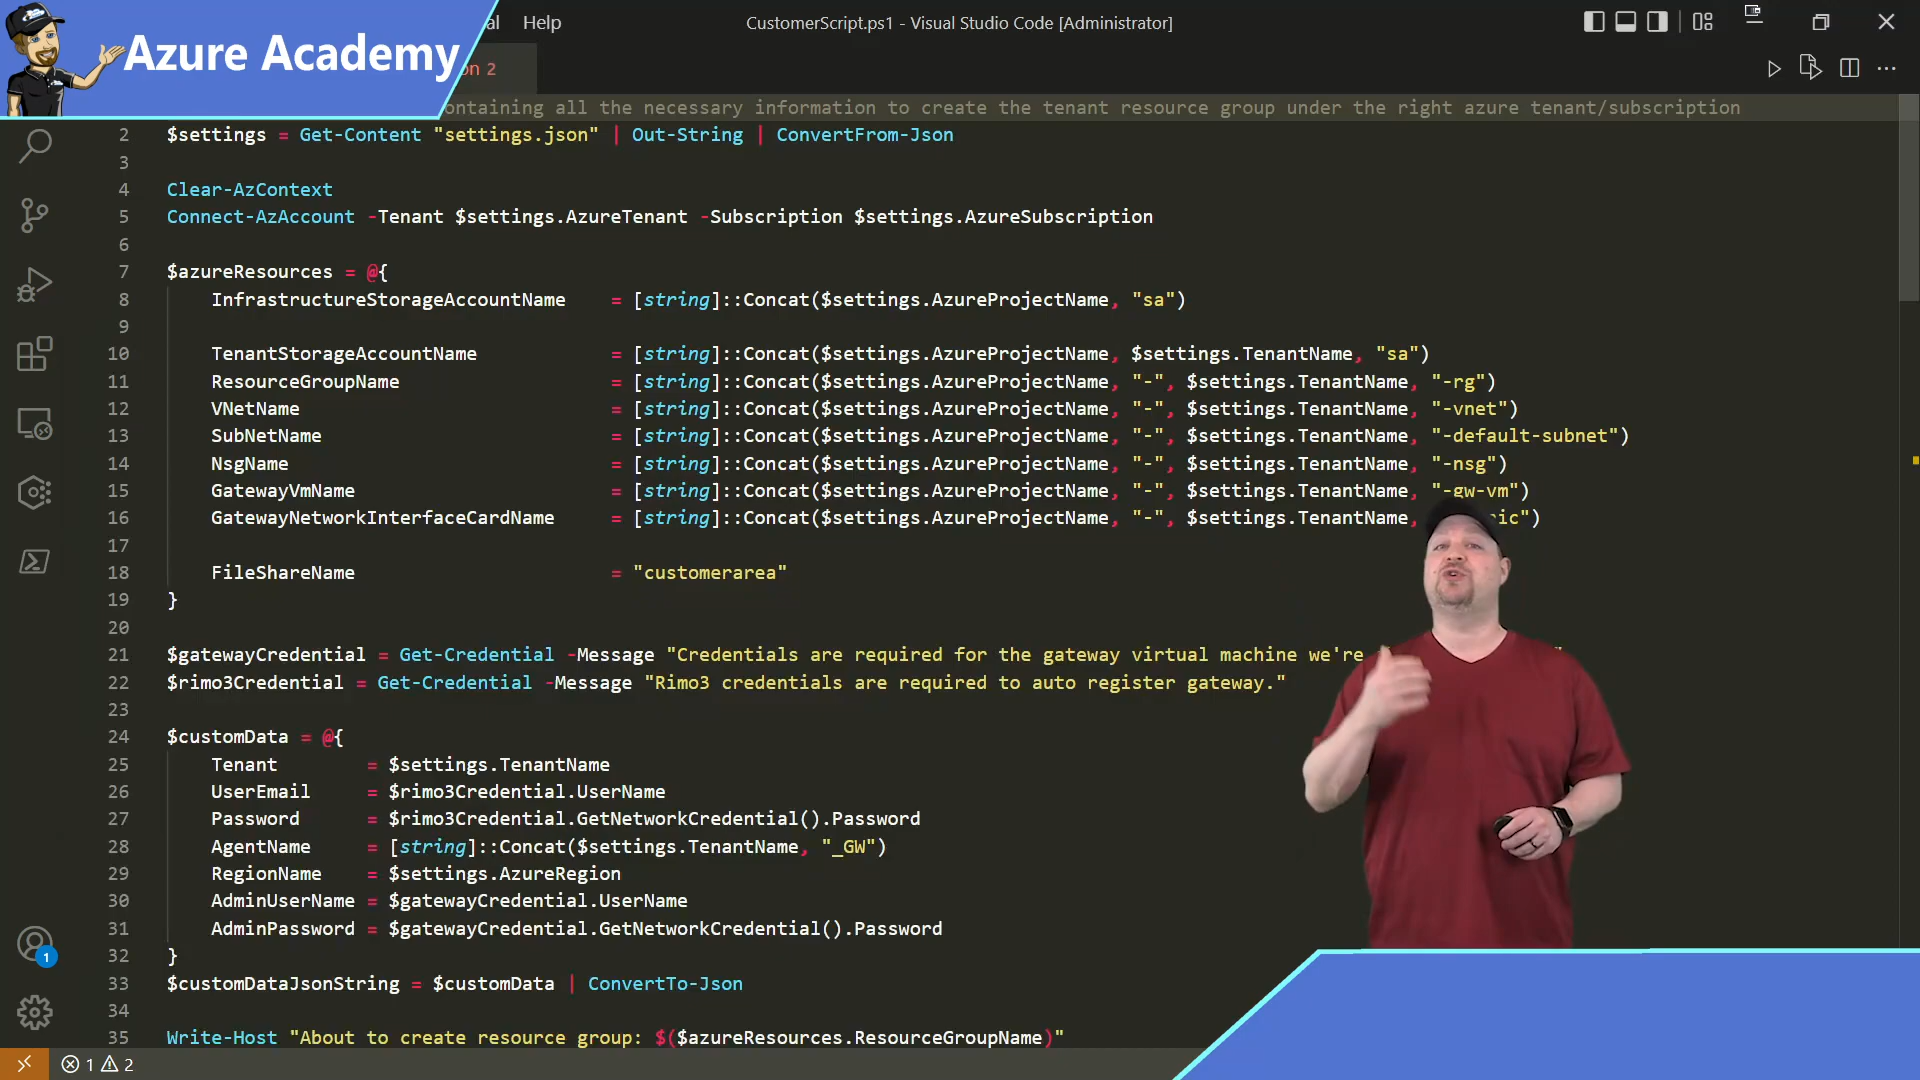 Azure Academy
al Help CustomerScript.ps1 - Visual Studio Code [Administrator]
on 2
ontaining all the necessary information to create the tenant resource group under the right azure tenant/subscription
2 $settings = Get-Content "settings.json" | Out-String | ConvertFrom-Json
3
4 Clear-AzContext
5 Connect-AzAccount -Tenant $settings.AzureTenant -Subscription $settings.AzureSubscription
6
7 $azureResources = @{
8 InfrastructureStorageAccountName = [string]::Concat($settings.AzureProjectName, "sa")
9
10 TenantStorageAccountName = [string]::Concat($settings.AzureProjectName, $settings.TenantName, "sa")
11 ResourceGroupName = [string]::Concat($settings.AzureProjectName, "-", $settings.TenantName, "-rg")
12 VNetName = [string]::Concat($settings.AzureProjectName, "-", $settings.TenantName, "-vnet")
13 SubNetName = [string]::Concat($settings.AzureProjectName, "-", $settings.TenantName, "-default-subnet")
14 NsgName = [string]::Concat($settings.AzureProjectName, "-", $settings.TenantName, "-nsg")
15 GatewayVmName = [string]::Concat($settings.AzureProjectName, "-", $settings.TenantName, "-gw-vm")
16 GatewayNetworkInterfaceCardName = [string]::Concat($settings.AzureProjectName, "-", $settings.TenantName, ic")
17
18 FileShareName = "customerarea"
19 }
20
21 $gatewayCredential = Get-Credential -Message "Credentials are required for the gateway virtual machine we're
22 $rimo3Credential = Get-Credential -Message "Rimo3 credentials are required to auto register gateway."
23
24 $customData = @{
25 Tenant = $settings.TenantName
26 UserEmail = $rimo3Credential.UserName
27 Password = $rimo3Credential.GetNetworkCredential().Password
28 AgentName = [string]::Concat($settings.TenantName, "_GW")
29 RegionName = $settings.AzureRegion
30 AdminUserName = $gatewayCredential.UserName
31 AdminPassword = $gatewayCredential.GetNetworkCredential().Password
32 }
33 $customDataJsonString = $customData | ConvertTo-Json
34
35 Write-Host "About to create resource group: $($azureResources.ResourceGroupName)"
1
1 2